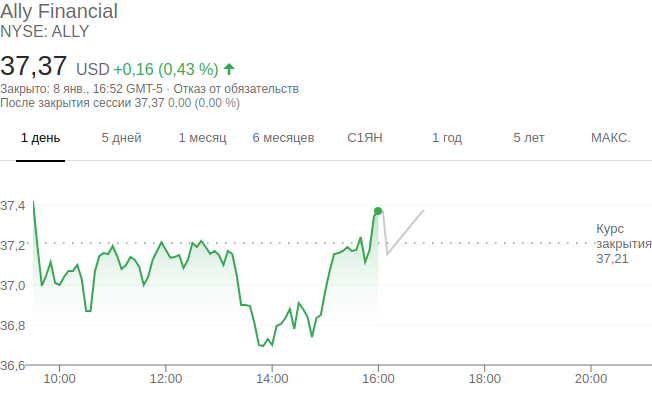 Ally Financial
NYSE: ALLY
37,37 USD +0,16 (0,43 %)
Закрыто: 8 янв., 16:52 GMT-5 · Отказ от обязательств
После закрытия сессии 37,37 0,00 (0,00 %)
1 день 5 дней 1 месяц 6 месяцев С1ЯН 1 год 5 лет МАКС.
37,4
37,2
37,0
36,8
36,6
Курс
закрытия
37,21
10:00 12:00 14:00 16:00 18:00 20:00